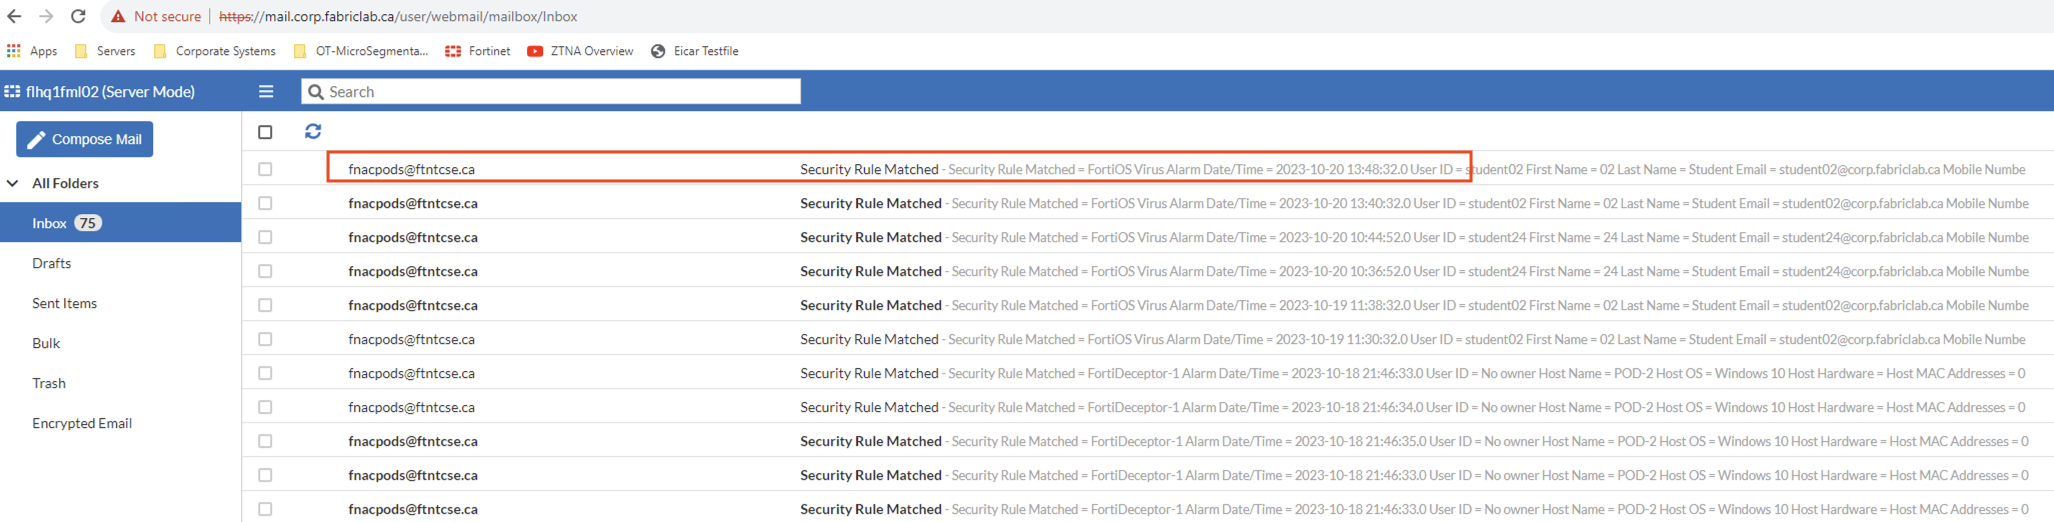 Not secure | https://mail.corp.fabriclab.ca/user/webmail/mailbox/Inbox
Apps Servers Corporate Systems OT-MicroSegmenta... Fortinet ZTNA Overview Eicar Testfile
flhq1fml02 (Server Mode) Search
Compose Mail
fnacpods@ftntcse.ca Security Rule Matched - Security Rule Matched = FortiOS Virus Alarm Date/Time = 2023-10-20 13:48:32.0 User ID = student02 First Name = 02 Last Name = Student Email = student02@corp.fabriclab.ca Mobile Numbe
All Folders
fnacpods@ftntcse.ca Security Rule Matched - Security Rule Matched = FortiOS Virus Alarm Date/Time = 2023-10-20 13:40:32.0 User ID = student02 First Name = 02 Last Name = Student Email = student02@corp.fabriclab.ca Mobile Numbe
Inbox 75
fnacpods@ftntcse.ca Security Rule Matched - Security Rule Matched = FortiOS Virus Alarm Date/Time = 2023-10-20 10:44:52.0 User ID = student24 First Name = 24 Last Name = Student Email = student24@corp.fabriclab.ca Mobile Numbe
Drafts
fnacpods@ftntcse.ca Security Rule Matched - Security Rule Matched = FortiOS Virus Alarm Date/Time = 2023-10-20 10:36:52.0 User ID = student24 First Name = 24 Last Name = Student Email = student24@corp.fabriclab.ca Mobile Numbe
Sent Items
fnacpods@ftntcse.ca Security Rule Matched - Security Rule Matched = FortiOS Virus Alarm Date/Time = 2023-10-19 11:38:32.0 User ID = student02 First Name = 02 Last Name = Student Email = student02@corp.fabriclab.ca Mobile Numbe
Bulk
fnacpods@ftntcse.ca Security Rule Matched - Security Rule Matched = FortiOS Virus Alarm Date/Time = 2023-10-19 11:30:32.0 User ID = student02 First Name = 02 Last Name = Student Email = student02@corp.fabriclab.ca Mobile Numbe
Trash
fnacpods@ftntcse.ca Security Rule Matched - Security Rule Matched = FortiDeceptor-1 Alarm Date/Time = 2023-10-18 21:46:33.0 User ID = No owner Host Name = POD-2 Host OS = Windows 10 Host Hardware = Host MAC Addresses = 0
fnacpods@ftntcse.ca Security Rule Matched - Security Rule Matched = FortiDeceptor-1 Alarm Date/Time = 2023-10-18 21:46:34.0 User ID = No owner Host Name = POD-2 Host OS = Windows 10 Host Hardware = Host MAC Addresses = 0
Encrypted Email
fnacpods@ftntcse.ca Security Rule Matched - Security Rule Matched = FortiDeceptor-1 Alarm Date/Time = 2023-10-18 21:46:35.0 User ID = No owner Host Name = POD-2 Host OS = Windows 10 Host Hardware = Host MAC Addresses = 0
fnacpods@ftntcse.ca Security Rule Matched - Security Rule Matched = FortiDeceptor-1 Alarm Date/Time = 2023-10-18 21:46:33.0 User ID = No owner Host Name = POD-2 Host OS = Windows 10 Host Hardware = Host MAC Addresses = 0
fnacpods@ftntcse.ca Security Rule Matched - Security Rule Matched = FortiDeceptor-1 Alarm Date/Time = 2023-10-18 21:46:33.0 User ID = No owner Host Name = POD-2 Host OS = Windows 10 Host Hardware = Host MAC Addresses = 0